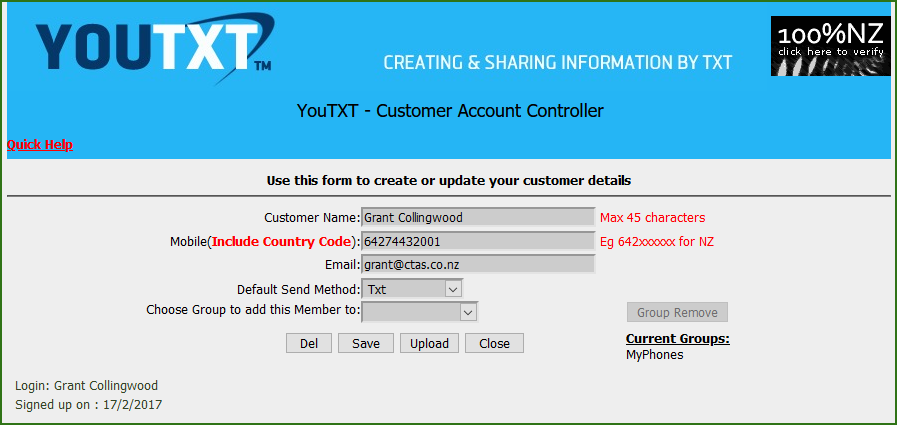 YOUTXT™
CREATING & SHARING INFORMATION BY TXT
100%NZ
click here to verify
YouTXT - Customer Account Controller
Quick Help
Use this form to create or update your customer details
Customer Name: Grant Collingwood Max 45 characters
Mobile(Include Country Code): 64274432001 Eg 642xxxxxx for NZ
Email: grant@ctas.co.nz
Default Send Method: Txt
Choose Group to add this Member to: Group Remove
Del Save Upload Close
Current Groups:
MyPhones
Login: Grant Collingwood
Signed up on : 17/2/2017